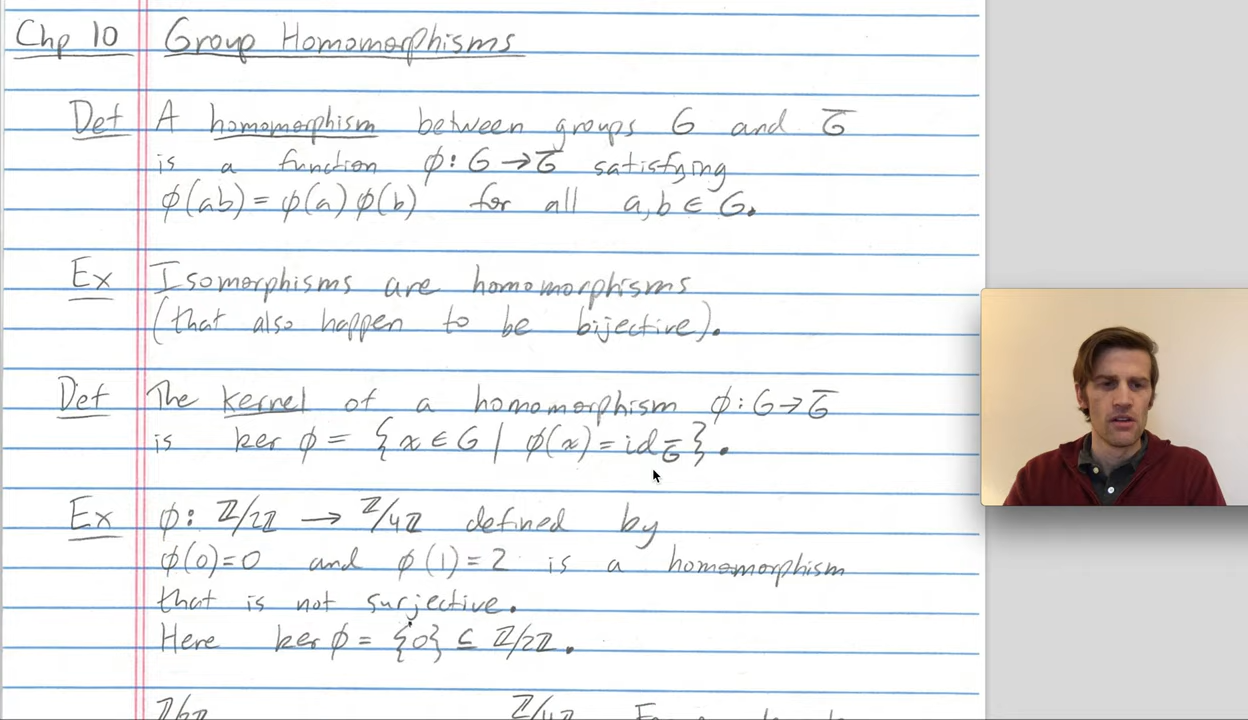 Chp 10 Group Homomorphisms
Def A homomorphism between groups G and G̅
is a function ϕ: G → G̅ satisfying
ϕ(ab) = ϕ(a) ϕ(b) for all a,b ∈ G.
Ex Isomorphisms are homomorphisms
(that also happen to be bijective).
Def The kernel of a homomorphism ϕ: G → G̅
is ker ϕ = {x ∈ G | ϕ(x) = id_G̅}.
Ex ϕ: ℤ/2ℤ → ℤ/4ℤ defined by
ϕ(0)=0 and ϕ(1)=2 is a homomorphism
that is not surjective.
Here ker ϕ = {0} ⊆ ℤ/2ℤ.